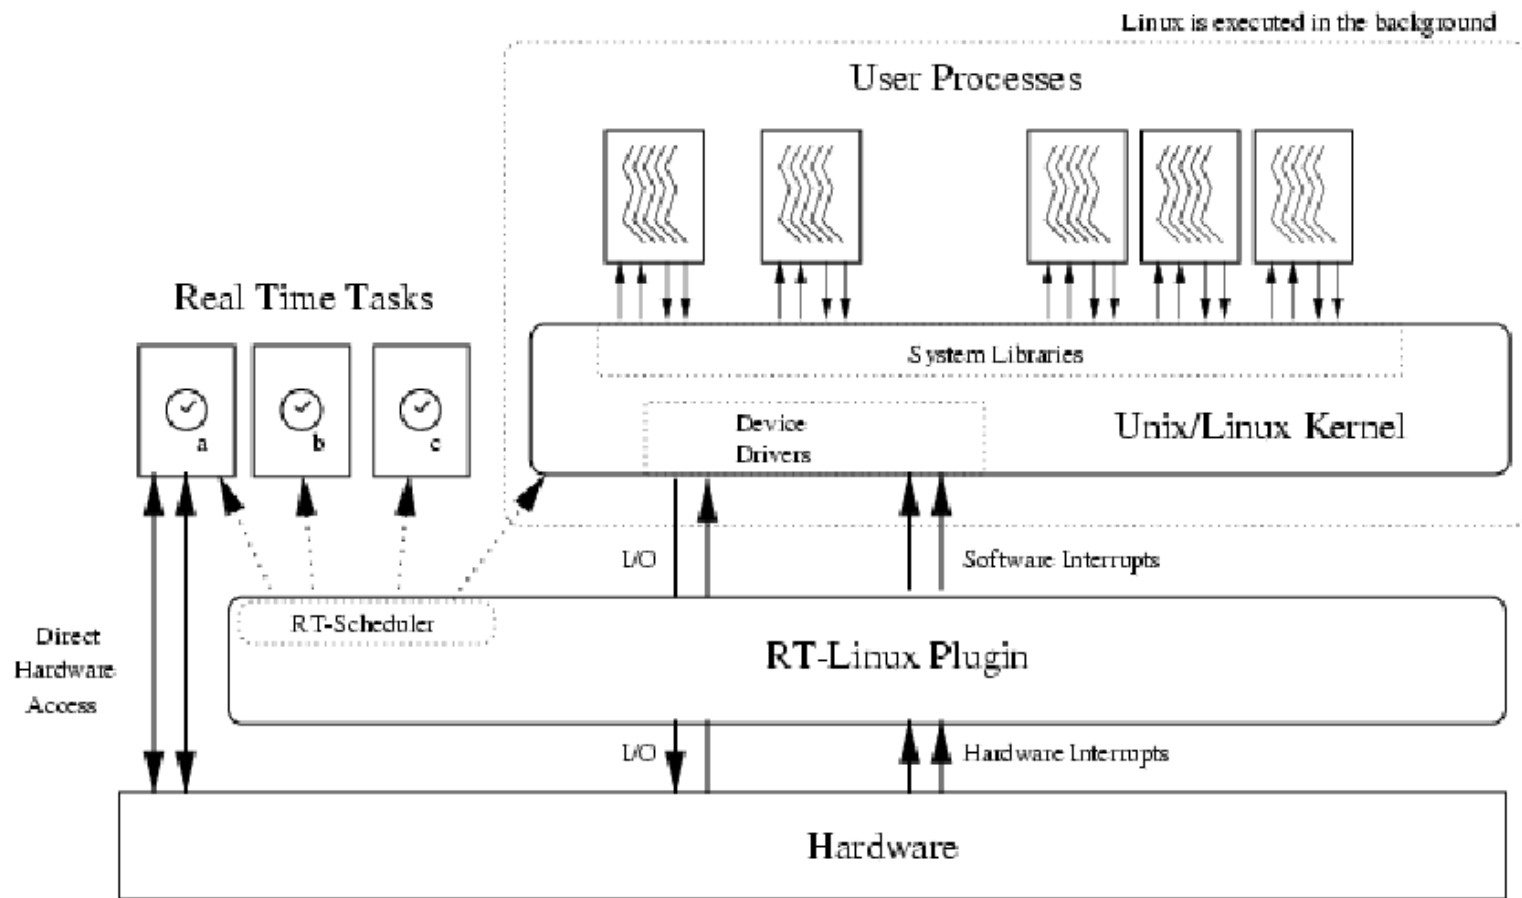 Linux is executed in the background
User Processes
Real Time Tasks
System Libraries
a
b
c
Device
Drivers
Unix/Linux Kernel
I/O
Software Interrupts
RT-Scheduler
Direct
Hardware
Access
RT-Linux Plugin
I/O
Hardware Interrupts
Hardware